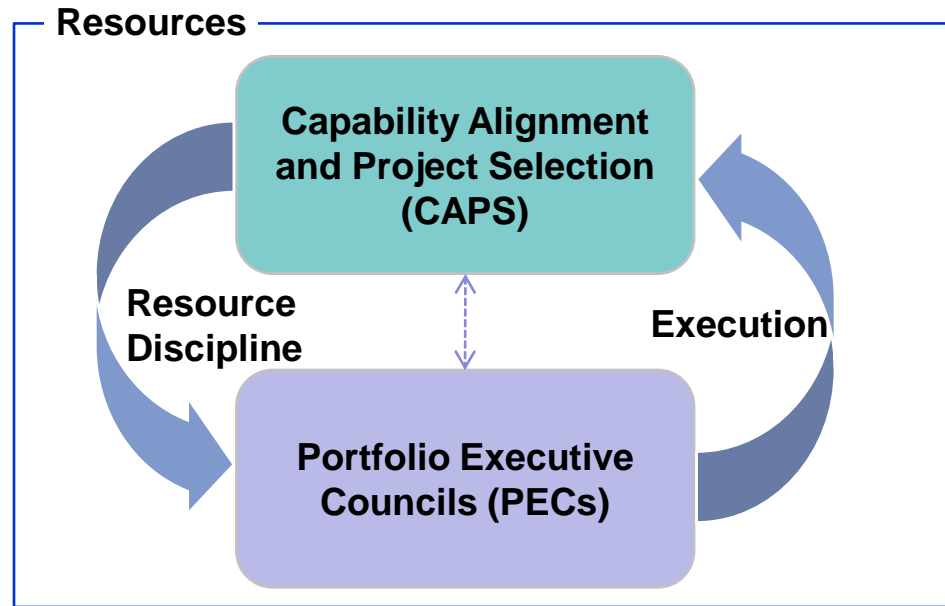 Resources
Capability Alignment
and Project Selection
(CAPS)
Resource
Discipline
Execution
Portfolio Executive
Councils (PECs)